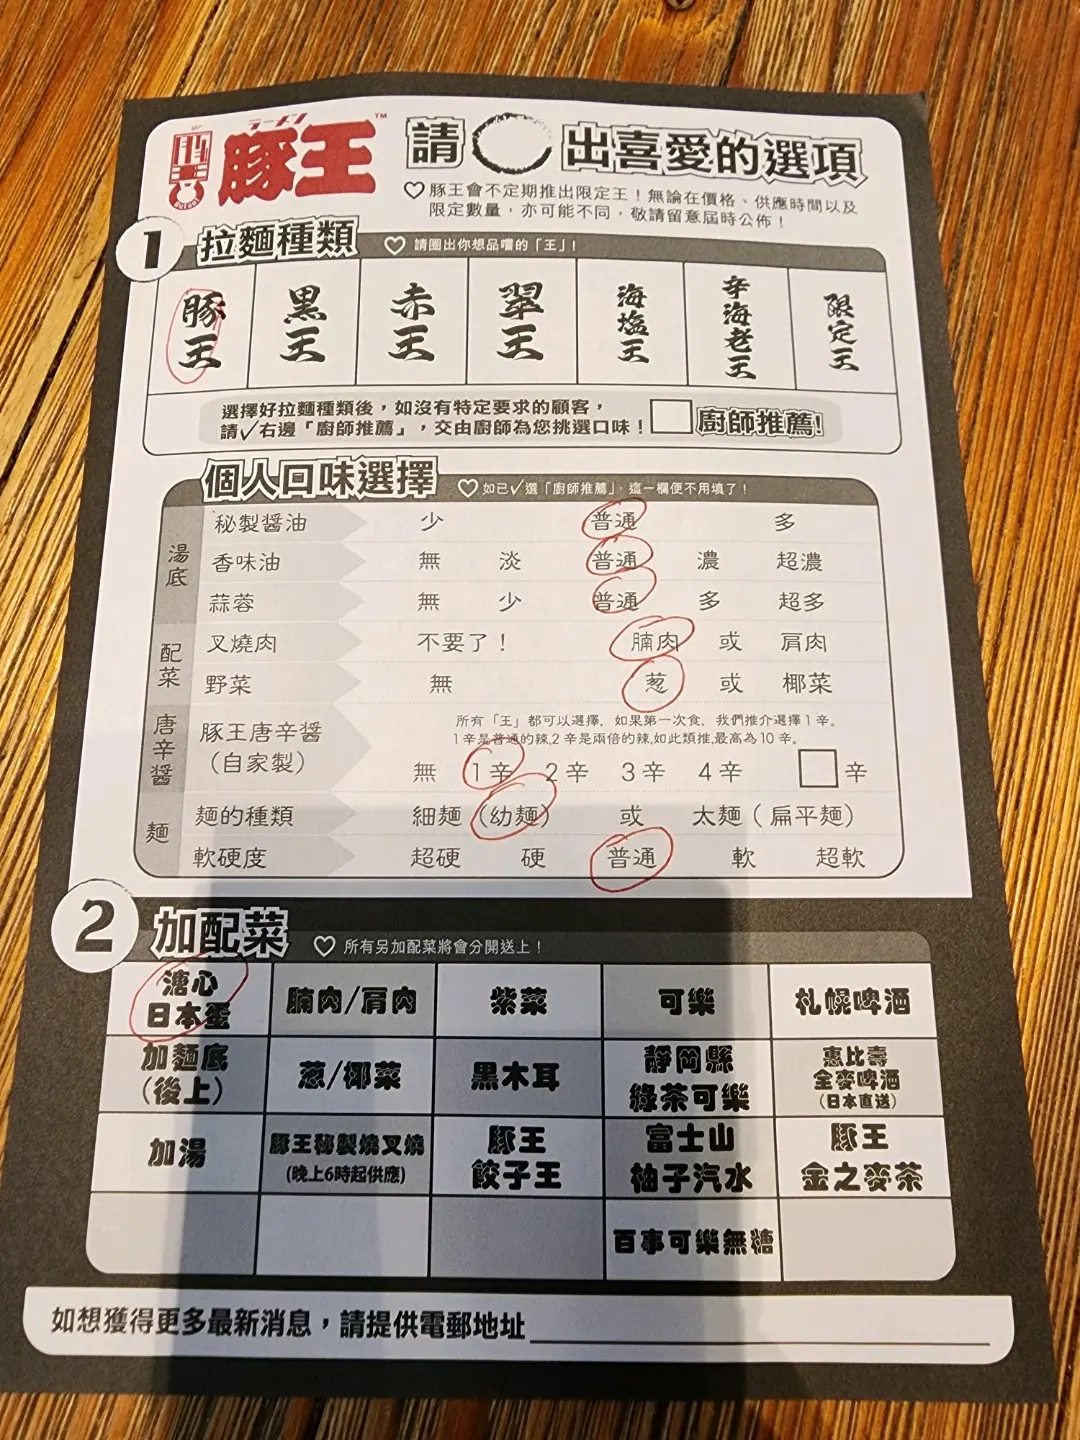 ラーメン
豚王™
請 出喜愛的選項
♡豚王會不定期推出限定王！無論在價格、供應時間以及
限定數量，亦可能不同，敬請留意屆時公佈！
1 拉麵種類 ♡ 請圈出你想品嚐的「王」！
豚王 黒王 赤王 翠王 海塩王 辛海老王 限定王
選擇好拉麵種類後，如沒有特定要求的顧客，
請✓右邊「廚師推薦」，交由廚師為您挑選口味！ 廚師推薦!
個人口味選擇 ♡ 如已✓選「廚師推薦」，這一欄便不用填了！
湯底
秘製醬油 少 普通 多
香味油 無 淡 普通 濃 超濃
蒜蓉 無 少 普通 多 超多
配菜
叉燒肉 不要了！ 腩肉 或 肩肉
野菜 無 葱 或 椰菜
唐辛醬
豚王唐辛醬
（自家製）
所有「王」都可以選擇，如果第一次食，我們推介選擇1辛。
1辛是普通的辣,2辛是兩倍的辣,如此類推,最高為10辛。
無 1辛 2辛 3辛 4辛 辛
麵
麵的種類 細麵（幼麵） 或 太麵（扁平麵）
軟硬度 超硬 硬 普通 軟 超軟
2 加配菜 ♡ 所有另加配菜將會分開送上！
溏心
日本蛋
腩肉/肩肉 紫菜 可樂 札幌啤酒
加麵底
（後上）
葱/椰菜 黑木耳
靜岡縣
綠茶可樂
惠比壽
全麥啤酒
（日本直送）
加湯
豚王秘製燒叉燒
(晚上6時起供應)
豚王
餃子王
富士山
柚子汽水
豚王
金之麥茶
百事可樂無糖
如想獲得更多最新消息，請提供電郵地址